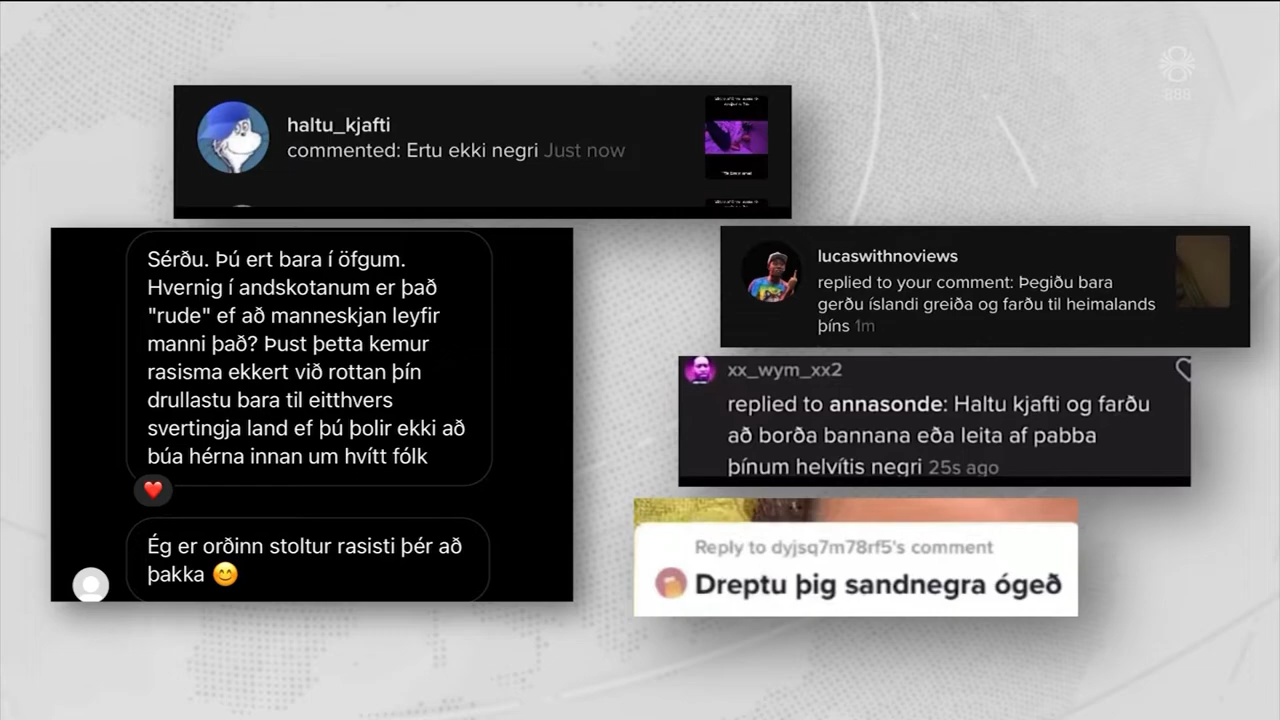 888
haltu_kjafti
commented: Ertu ekki negri Just now
Sérðu. Þú ert bara í öfgum.
Hvernig í andskotanum er það
"rude" ef að manneskjan leyfir
manni það? Þust þetta kemur
rasisma ekkert við rottan þín
drullastu bara til eitthvers
svertingja land ef þú þolir ekki að
búa hérna innan um hvítt fólk
Ég er orðinn stoltur rasisti þér að
þakka 😊
lucaswithnoviews
replied to your comment: Þegiðu bara
gerðu íslandi greiða og farðu til heimalands
þíns 1m
xx_wym_xx2
replied to annasonde: Haltu kjafti og farðu
að borða bannana eða leita af pabba
þínum helvítis negri 25s ago
Reply to dyjsq7m78rf5's comment
Dreptu þig sandnegra ógeð